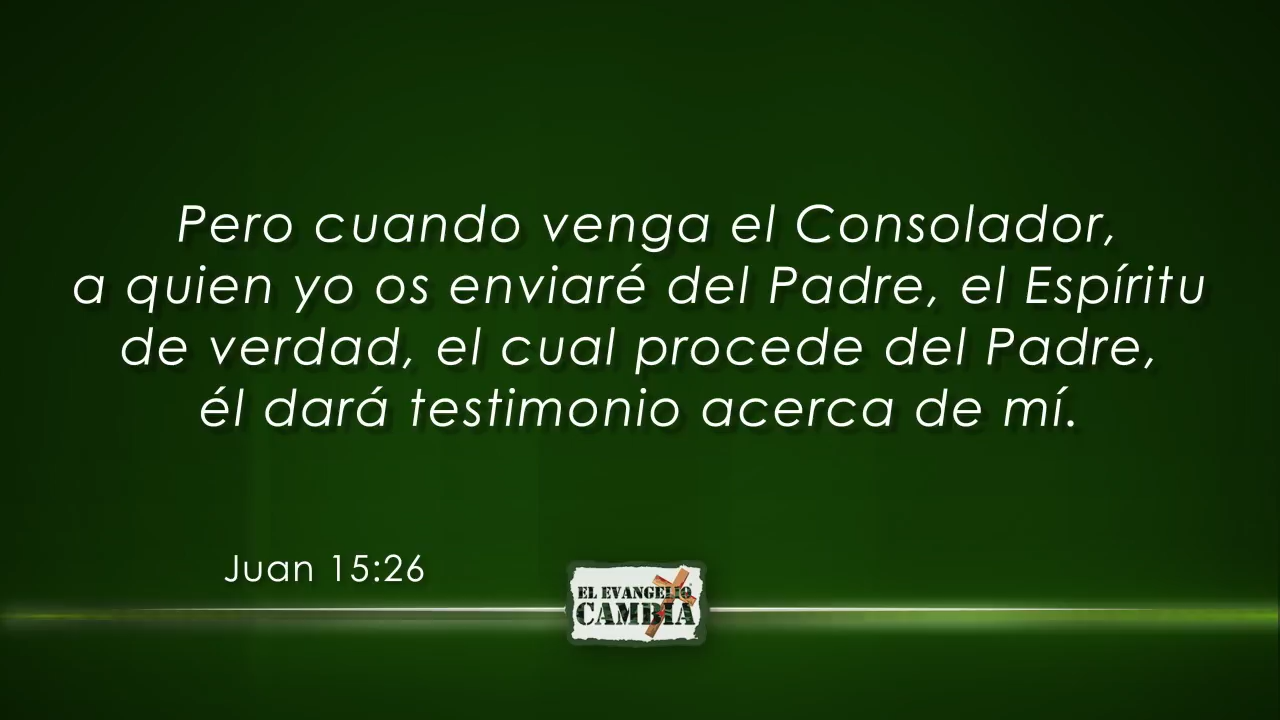 Pero cuando venga el Consolador,
a quien yo os enviaré del Padre, el Espíritu
de verdad, el cual procede del Padre,
él dará testimonio acerca de mí.
Juan 15:26
EL EVANGELIO
CAMBIA